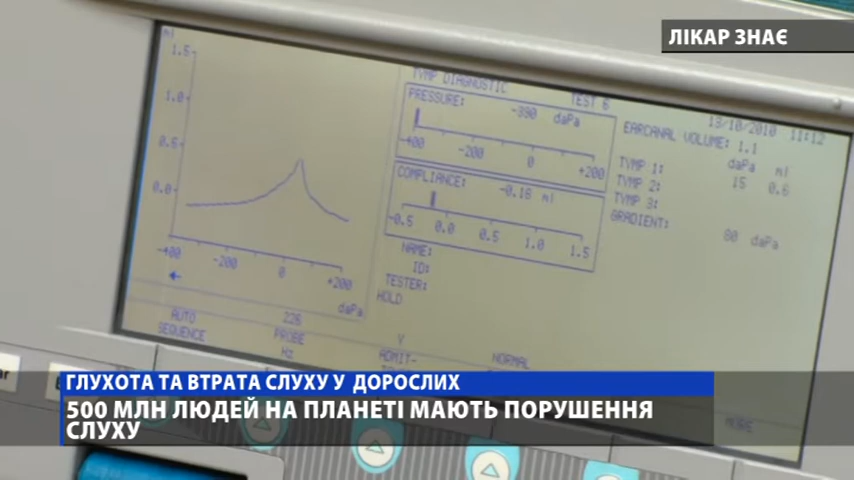 ЛІКАР ЗНАЄ
ml
1.5
1.0
0.5
0.0
-400 -200 0 +200
daPa
TYMP DIAGNOSTIC TEST 6
PRESSURE: -390 daPa
-400 -200 0 +200
COMPLIANCE: -0.16 ml
-0.5 0.0 0.5 1.0 1.5
NAME:
ID:
TESTER:
HOLD
13/10/2010 11:12
EARCANAL VOLUME: 1.1
daPa ml
TYMP 1:
TYMP 2: 15 0.6
TYMP 3:
GRADIENT: 80 daPa
AUTO
SEQUENCE
226
PROBE
Hz
Y
ADMIT-
NORMAL
MORE
ГЛУХОТА ТА ВТРАТА СЛУХУ У ДОРОСЛИХ
500 МЛН ЛЮДЕЙ НА ПЛАНЕТІ МАЮТЬ ПОРУШЕННЯ
СЛУХУ